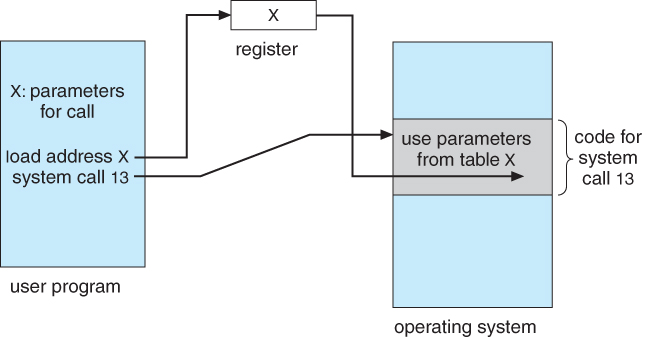 X
register
X: parameters
for call
load address X
system call 13
user program
use parameters
from table X
code for
system
call 13
operating system